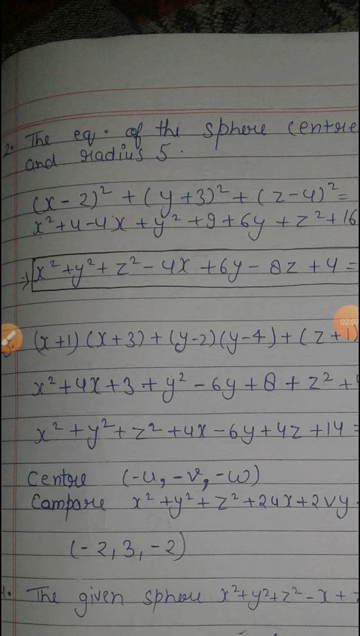 2. The eq. of the sphere centre
and radius 5.
(x-2)² + (y+3)² + (z-4)² =
x²+4-4x+y²+9+6y+z²+16
⇒ x²+y²+z²-4x+6y-8z+4=
(x+1)(x+3)+(y-2)(y-4)+(z+1)
x²+4x+3+y²-6y+8+z²+
x²+y²+z²+4x-6y+4z+14=
Centre (-u,-v,-w)
Compare x²+y²+z²+2ux+2vy
(-2,3,-2)
The given sphere x²+y²+z²-x+